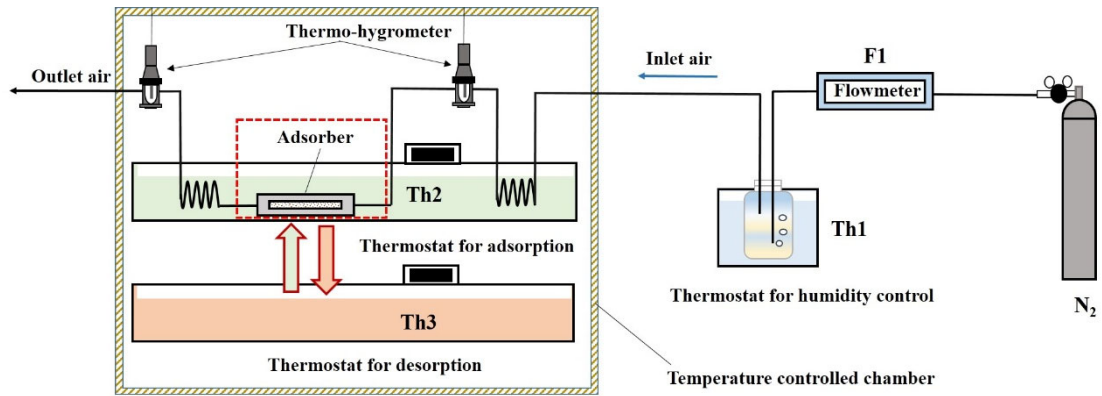 Thermo-hygrometer
Outlet air
Inlet air
F1
Flowmeter
Adsorber
Th2
Th1
Thermostat for adsorption
Thermostat for humidity control
N₂
Th3
Thermostat for desorption
Temperature controlled chamber